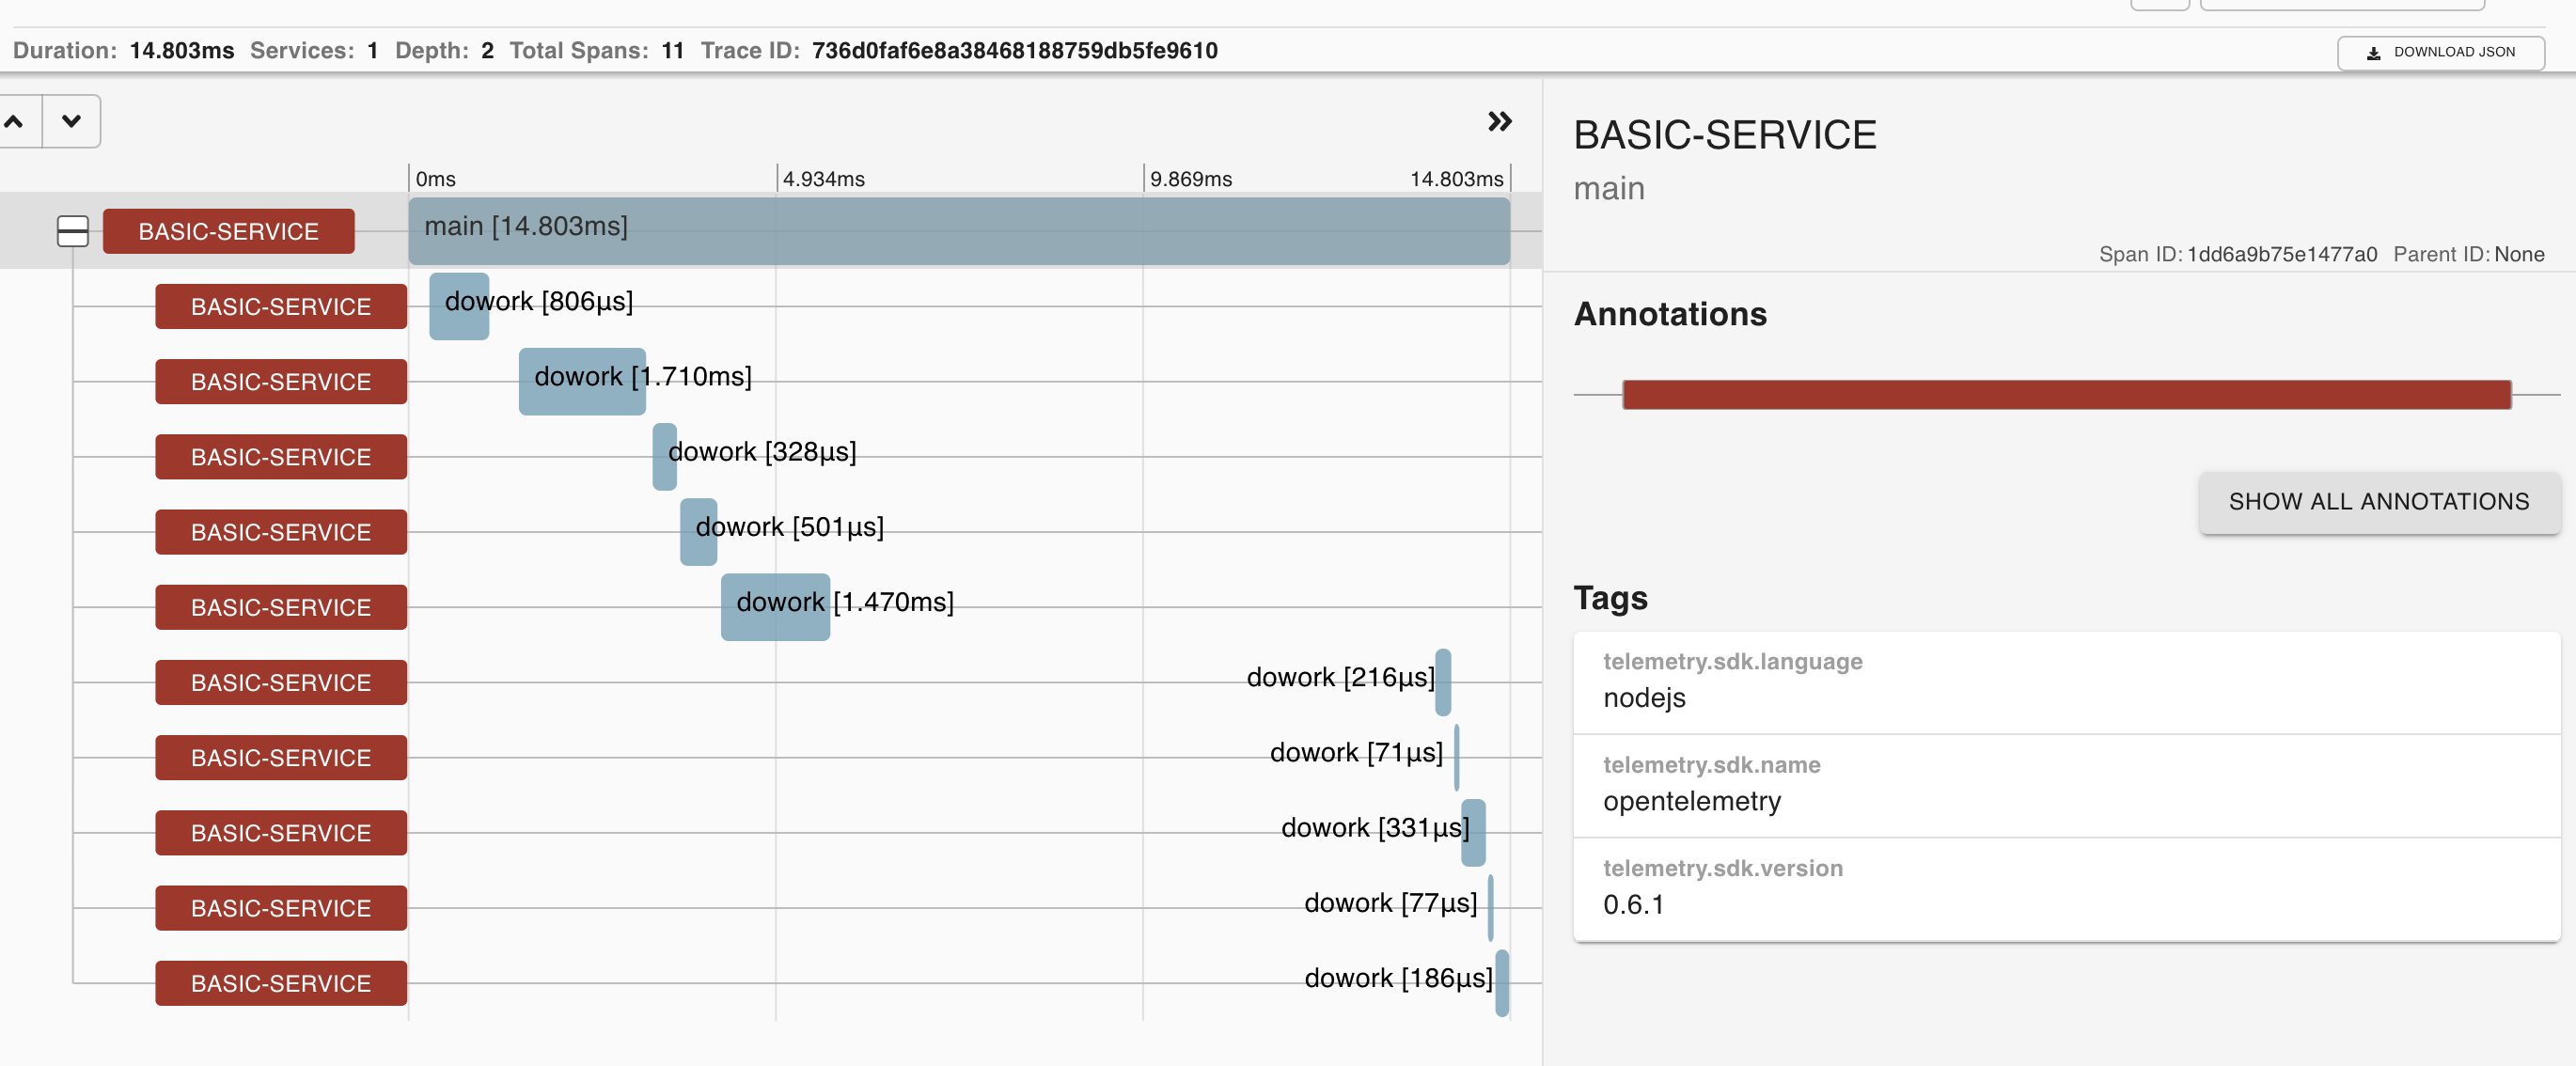 Duration: 14.803ms Services: 1 Depth: 2 Total Spans: 11 Trace ID: 736d0faf6e8a38468188759db5fe9610
DOWNLOAD JSON
0ms 4.934ms 9.869ms 14.803ms
BASIC-SERVICE main [14.803ms]
BASIC-SERVICE dowork [806µs]
BASIC-SERVICE dowork [1.710ms]
BASIC-SERVICE dowork [328µs]
BASIC-SERVICE dowork [501µs]
BASIC-SERVICE dowork [1.470ms]
BASIC-SERVICE dowork [216µs]
BASIC-SERVICE dowork [71µs]
BASIC-SERVICE dowork [331µs]
BASIC-SERVICE dowork [77µs]
BASIC-SERVICE dowork [186µs]
BASIC-SERVICE
main
Span ID: 1dd6a9b75e1477a0 Parent ID: None
Annotations
SHOW ALL ANNOTATIONS
Tags
telemetry.sdk.language
nodejs
telemetry.sdk.name
opentelemetry
telemetry.sdk.version
0.6.1